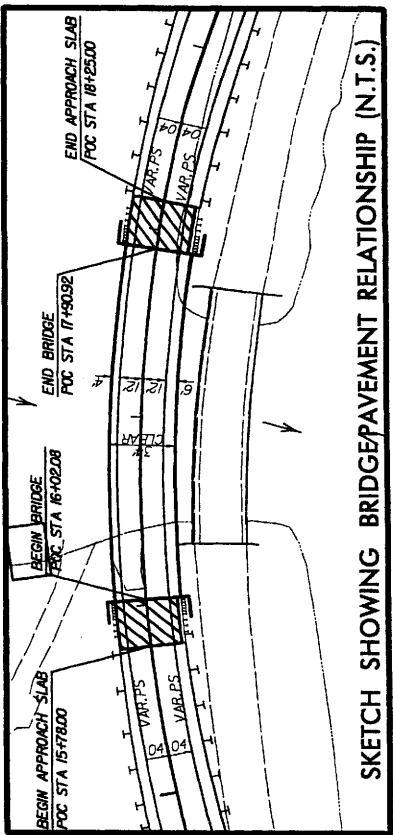 BEGIN APPROACH SLAB
POC STA 15+78.00
BEGIN BRIDGE
POC STA 16+02.08
END BRIDGE
POC STA 17+90.92
END APPROACH SLAB
POC STA 18+25.00
VAR.PS
VAR.PS
04
04
4'
12'
12'
6'
CLEAR
VAR.PS
VAR.PS
04
04
SKETCH SHOWING BRIDGE/PAVEMENT RELATIONSHIP (N.T.S.)